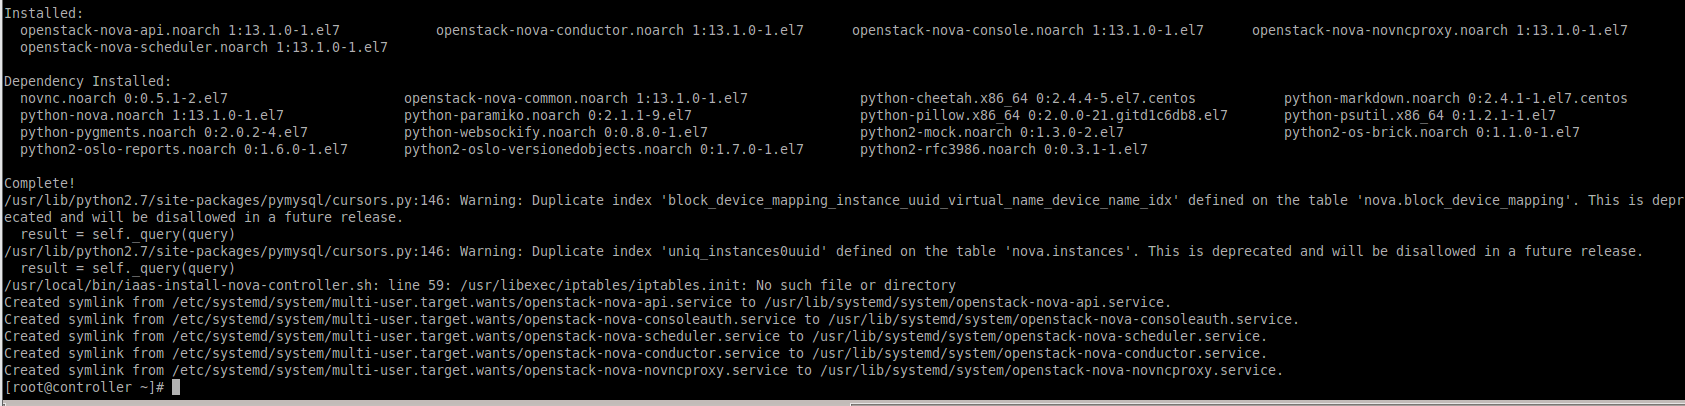 Installed:
openstack-nova-api.noarch 1:13.1.0-1.el7 openstack-nova-conductor.noarch 1:13.1.0-1.el7 openstack-nova-console.noarch 1:13.1.0-1.el7 openstack-nova-novncproxy.noarch 1:13.1.0-1.el7
openstack-nova-scheduler.noarch 1:13.1.0-1.el7
Dependency Installed:
novnc.noarch 0:0.5.1-2.el7 openstack-nova-common.noarch 1:13.1.0-1.el7 python-cheetah.x86_64 0:2.4.4-5.el7.centos python-markdown.noarch 0:2.4.1-1.el7.centos
python-nova.noarch 1:13.1.0-1.el7 python-paramiko.noarch 0:2.1.1-9.el7 python-pillow.x86_64 0:2.0.0-21.gitd1c6db8.el7 python-psutil.x86_64 0:1.2.1-1.el7
python-pygments.noarch 0:2.0.2-4.el7 python-websockify.noarch 0:0.8.0-1.el7 python2-mock.noarch 0:1.3.0-2.el7 python2-os-brick.noarch 0:1.1.0-1.el7
python2-oslo-reports.noarch 0:1.6.0-1.el7 python2-oslo-versionedobjects.noarch 0:1.7.0-1.el7 python2-rfc3986.noarch 0:0.3.1-1.el7
Complete!
/usr/lib/python2.7/site-packages/pymysql/cursors.py:146: Warning: Duplicate index 'block_device_mapping_instance_uuid_virtual_name_device_name_idx' defined on the table 'nova.block_device_mapping'. This is depr
ecated and will be disallowed in a future release.
result = self._query(query)
/usr/lib/python2.7/site-packages/pymysql/cursors.py:146: Warning: Duplicate index 'uniq_instances0uuid' defined on the table 'nova.instances'. This is deprecated and will be disallowed in a future release.
result = self._query(query)
/usr/local/bin/iaas-install-nova-controller.sh: line 59: /usr/libexec/iptables/iptables.init: No such file or directory
Created symlink from /etc/systemd/system/multi-user.target.wants/openstack-nova-api.service to /usr/lib/systemd/system/openstack-nova-api.service.
Created symlink from /etc/systemd/system/multi-user.target.wants/openstack-nova-consoleauth.service to /usr/lib/systemd/system/openstack-nova-consoleauth.service.
Created symlink from /etc/systemd/system/multi-user.target.wants/openstack-nova-scheduler.service to /usr/lib/systemd/system/openstack-nova-scheduler.service.
Created symlink from /etc/systemd/system/multi-user.target.wants/openstack-nova-conductor.service to /usr/lib/systemd/system/openstack-nova-conductor.service.
Created symlink from /etc/systemd/system/multi-user.target.wants/openstack-nova-novncproxy.service to /usr/lib/systemd/system/openstack-nova-novncproxy.service.
[root@controller ~]#